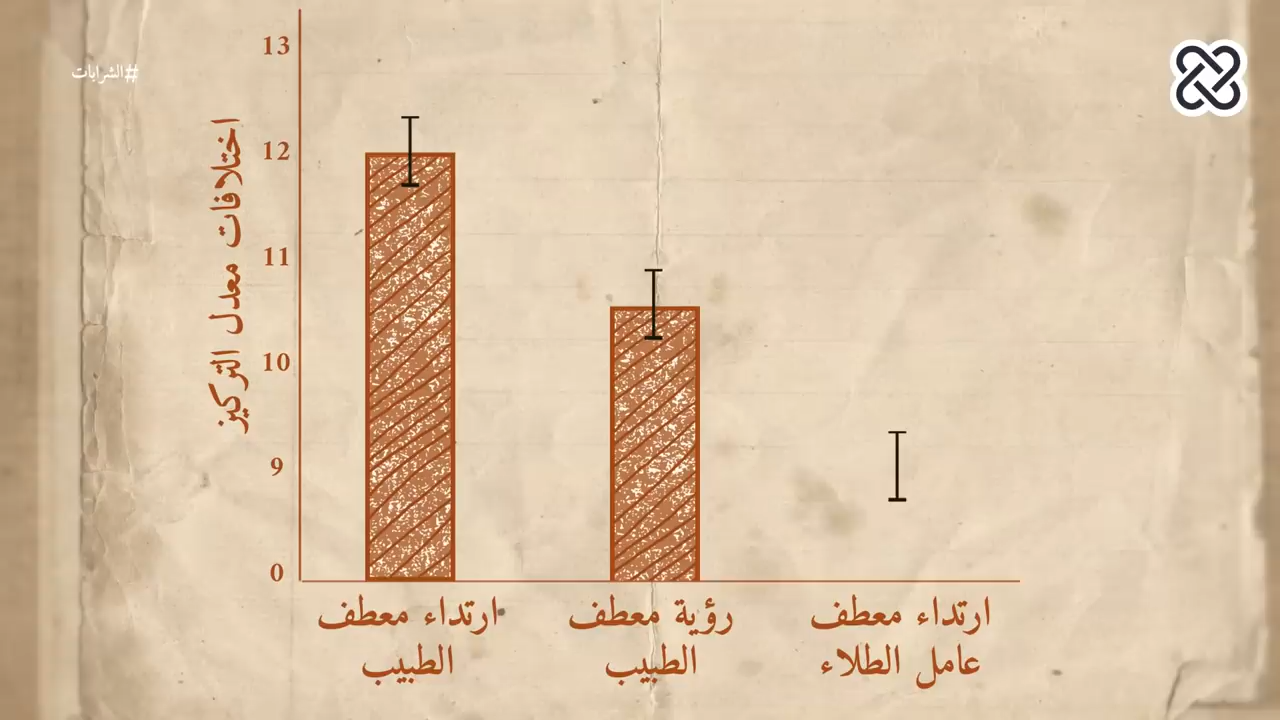 #الشرابات
اختلافات معدل التركيز
13
12
11
10
9
0
ارتداء معطف
الطبيب
رؤية معطف
الطبيب
ارتداء معطف
عامل الطلاء